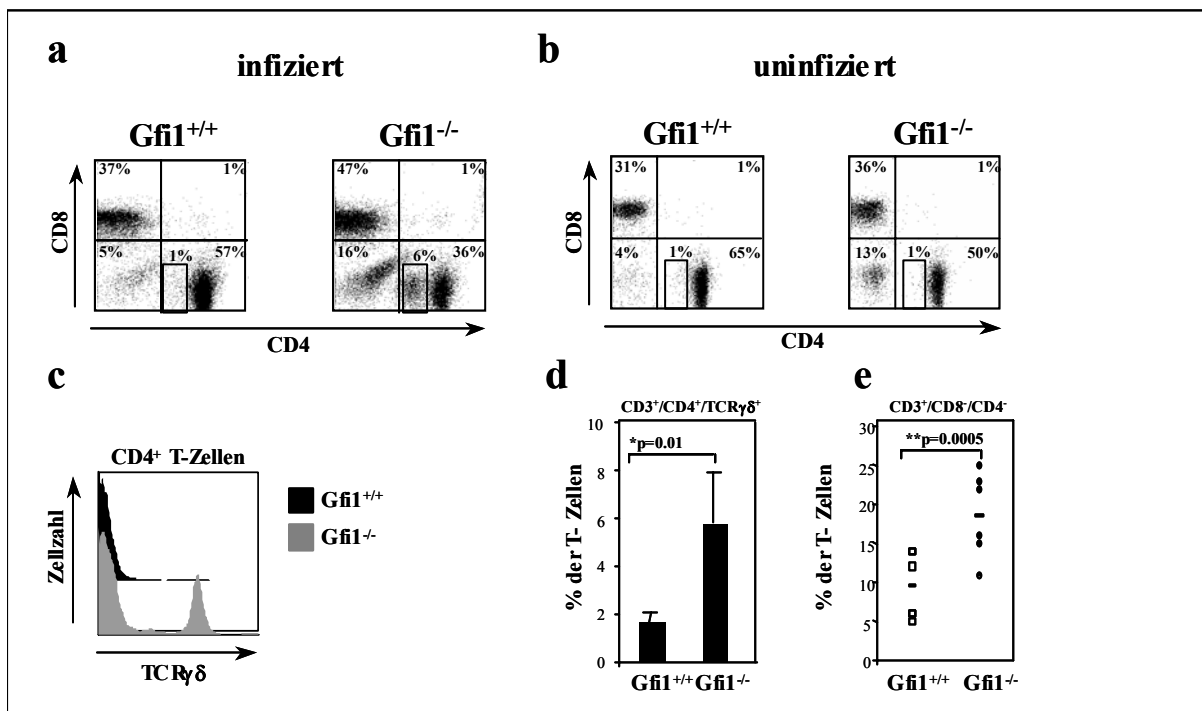 a
infiziert
b
uninfiziert
Gfi1+/+
Gfi1-/-
Gfi1+/+
Gfi1-/-
CD8
37%
1%
5%
1%
57%
47%
1%
16%
6%
36%
CD4
CD8
31%
1%
4%
1%
65%
36%
1%
13%
1%
50%
CD4
c
CD4+ T-Zellen
Zellzahl
TCRγδ
Gfi1+/+
Gfi1-/-
d
CD3+/CD4+/TCRγδ+
*p=0.01
% der T- Zellen
10
8
6
4
2
0
Gfi1+/+ Gfi1-/-
e
CD3+/CD8-/CD4-
**p=0.0005
% der T- Zellen
30
25
20
15
10
5
0
Gfi1+/+ Gfi1-/-